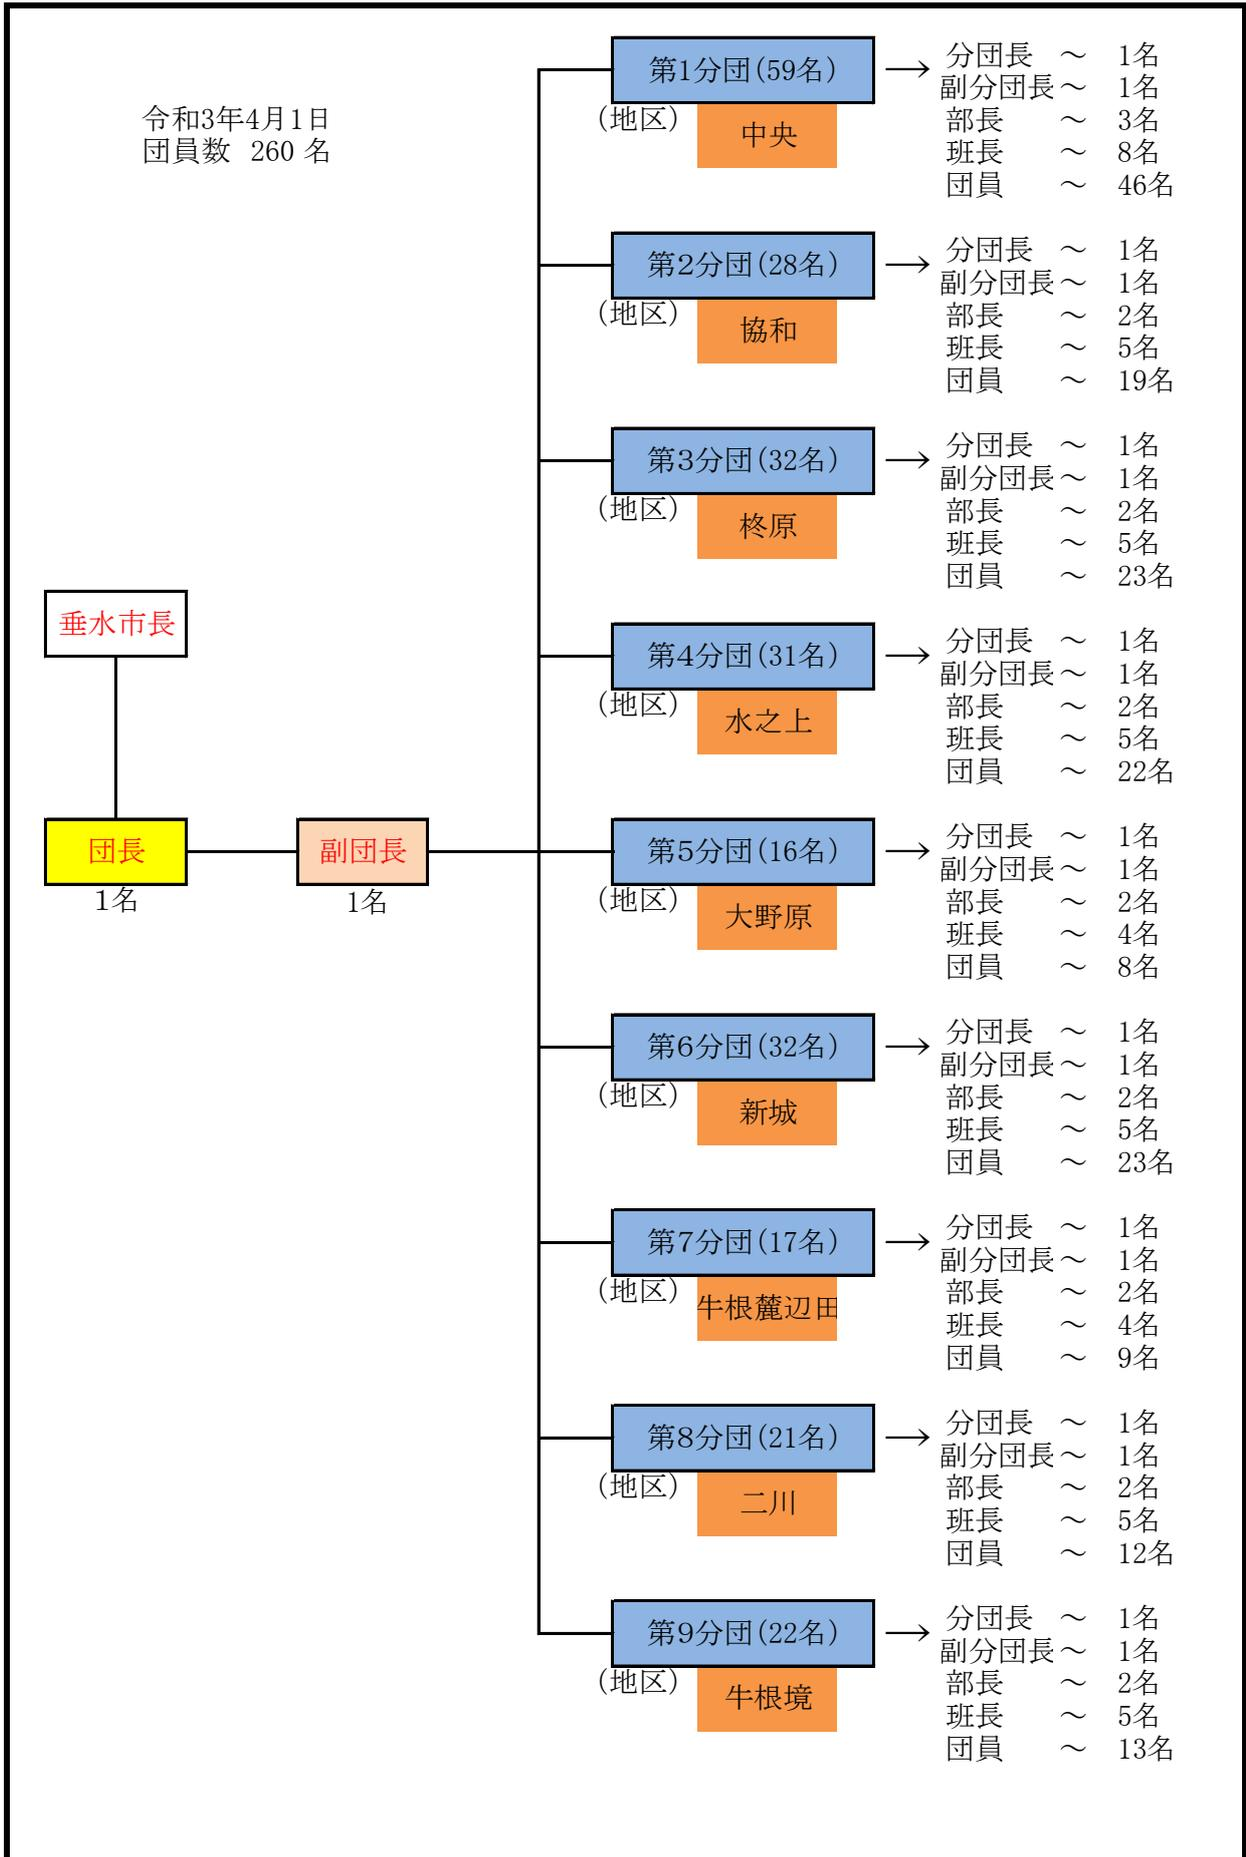 令和3年4月1日
団員数 260 名
垂水市長
団長
1名
副団長
1名
第1分団(59名)
(地区)
中央
→ 分団長 ～ 1名
副分団長～ 1名
部長 ～ 3名
班長 ～ 8名
団員 ～ 46名
第2分団(28名)
(地区)
協和
→ 分団長 ～ 1名
副分団長～ 1名
部長 ～ 2名
班長 ～ 5名
団員 ～ 19名
第3分団(32名)
(地区)
柊原
→ 分団長 ～ 1名
副分団長～ 1名
部長 ～ 2名
班長 ～ 5名
団員 ～ 23名
第4分団(31名)
(地区)
水之上
→ 分団長 ～ 1名
副分団長～ 1名
部長 ～ 2名
班長 ～ 5名
団員 ～ 22名
第5分団(16名)
(地区)
大野原
→ 分団長 ～ 1名
副分団長～ 1名
部長 ～ 2名
班長 ～ 4名
団員 ～ 8名
第6分団(32名)
(地区)
新城
→ 分団長 ～ 1名
副分団長～ 1名
部長 ～ 2名
班長 ～ 5名
団員 ～ 23名
第7分団(17名)
(地区)
牛根麓辺田
→ 分団長 ～ 1名
副分団長～ 1名
部長 ～ 2名
班長 ～ 4名
団員 ～ 9名
第8分団(21名)
(地区)
二川
→ 分団長 ～ 1名
副分団長～ 1名
部長 ～ 2名
班長 ～ 5名
団員 ～ 12名
第9分団(22名)
(地区)
牛根境
→ 分団長 ～ 1名
副分団長～ 1名
部長 ～ 2名
班長 ～ 5名
団員 ～ 13名